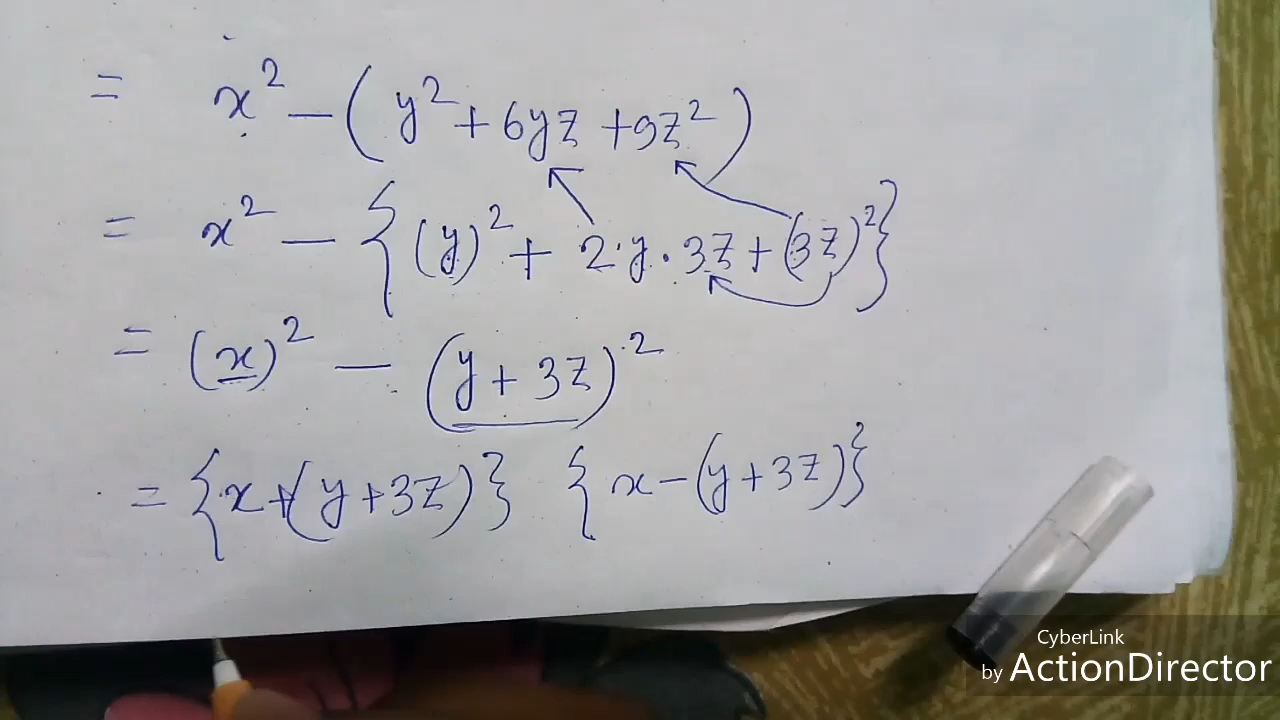 = x² − (y² + 6yz + 9z²)
= x² − {(y)² + 2·y·3z + (3z)²}
= (x)² − (y + 3z)²
= {x + (y + 3z)} {x − (y + 3z)}
CyberLink
by ActionDirector